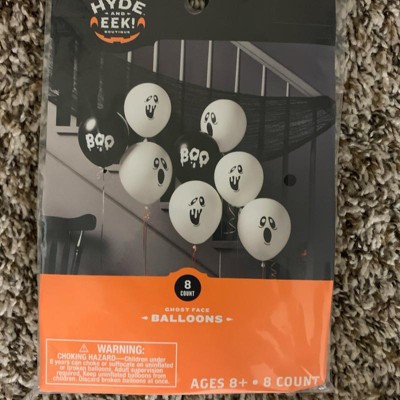 HYDE
AND
EEK!
BOUTIQUE
BOO
BOO
8
COUNT
GHOST FACE
BALLOONS
WARNING:
CHOKING HAZARD—Children under
8 years can choke or suffocate on uninflated
or broken balloons. Adult supervision
required. Keep uninflated balloons from
children. Discard broken balloons at once.
AGES 8+ • 8 COUNT